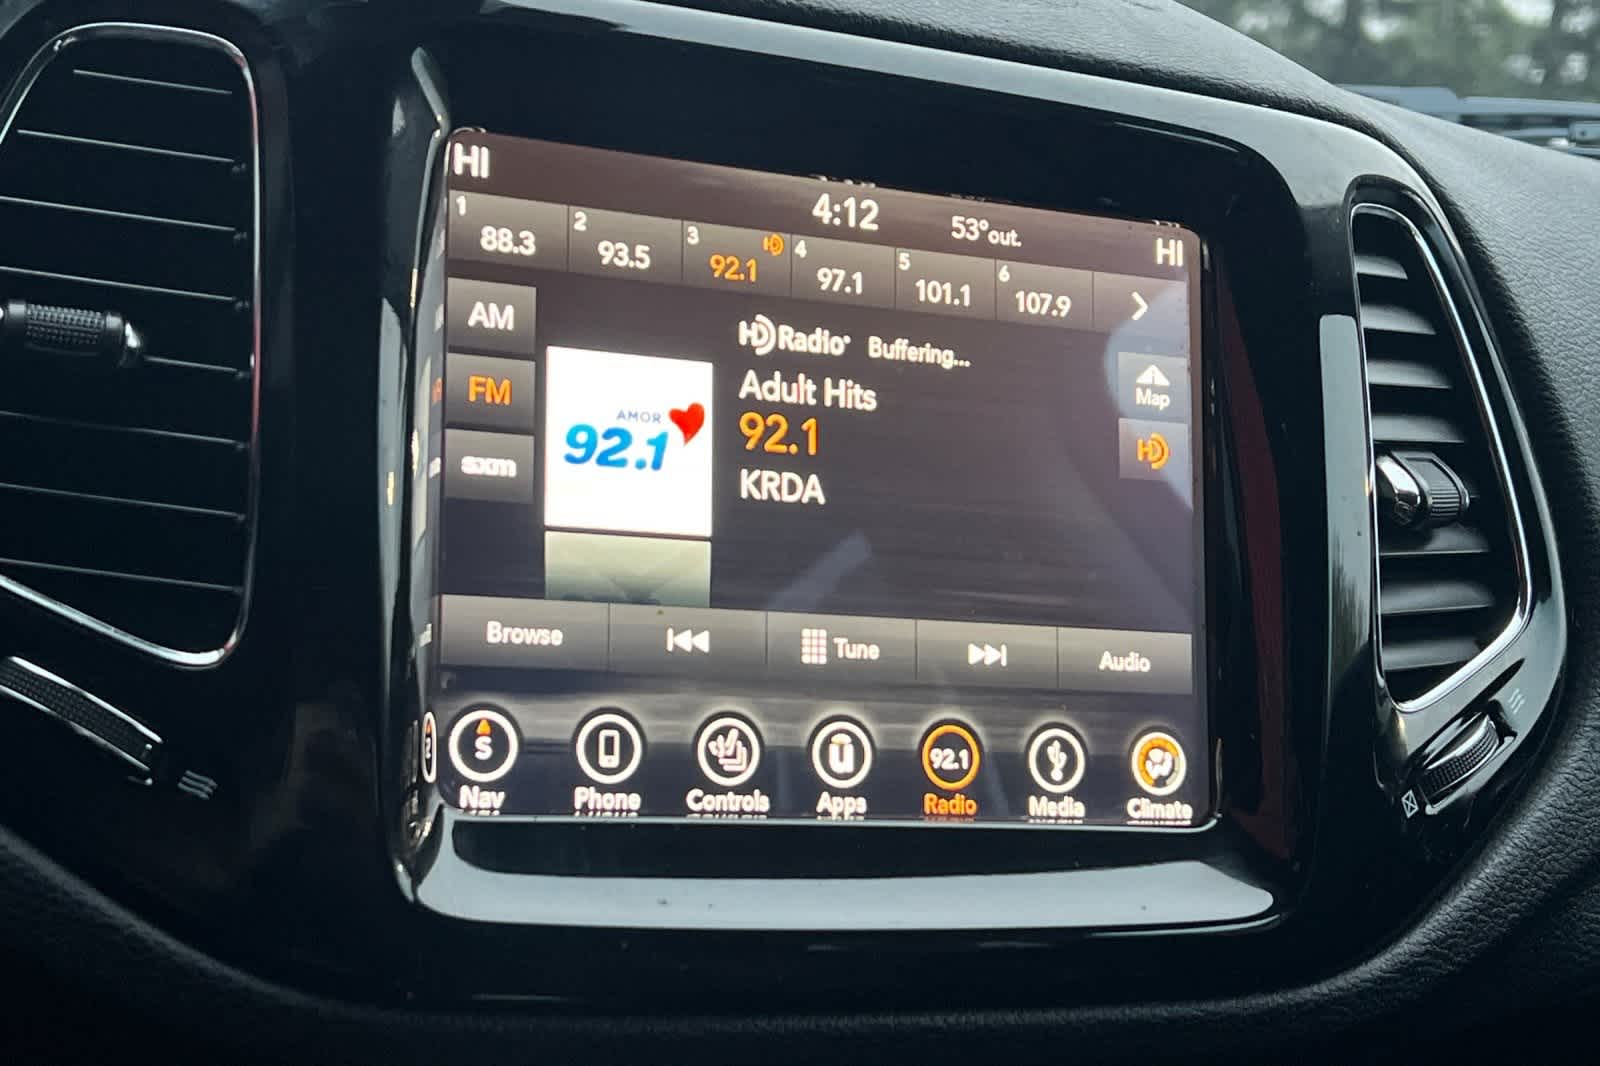 HI
4:12
53° out.
HI
1 88.3
2 93.5
3 HD 92.1
4 97.1
5 101.1
6 107.9
AM
HD Radio Buffering...
Map
FM
Adult Hits
AMOR
92.1
92.1
HD
sxm
KRDA
Browse
Tune
Audio
S
92.1
Nav
Phone
Controls
Apps
Radio
Media
Climate